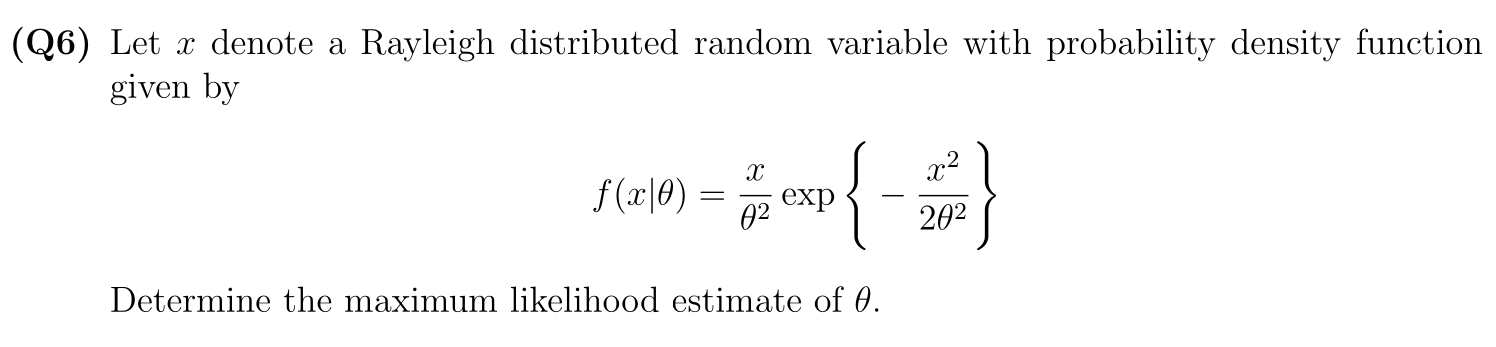 (Q6) Let x denote a Rayleigh distributed random variable with probability density function
given by
f(x|θ) = x/θ² exp { − x²/2θ² }
Determine the maximum likelihood estimate of θ.